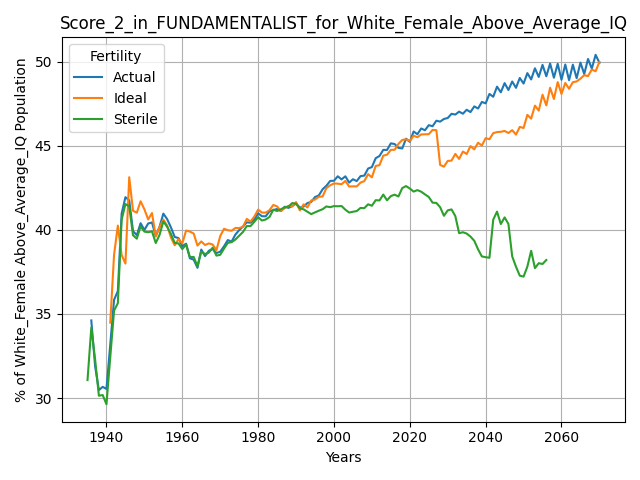 Score_2_in_FUNDAMENTALIST_for_White_Female_Above_Average_IQ
% of White_Female Above_Average_IQ Population
50
45
40
35
30
Fertility
Actual
Ideal
Sterile
1940
1960
1980
2000
2020
2040
2060
Years